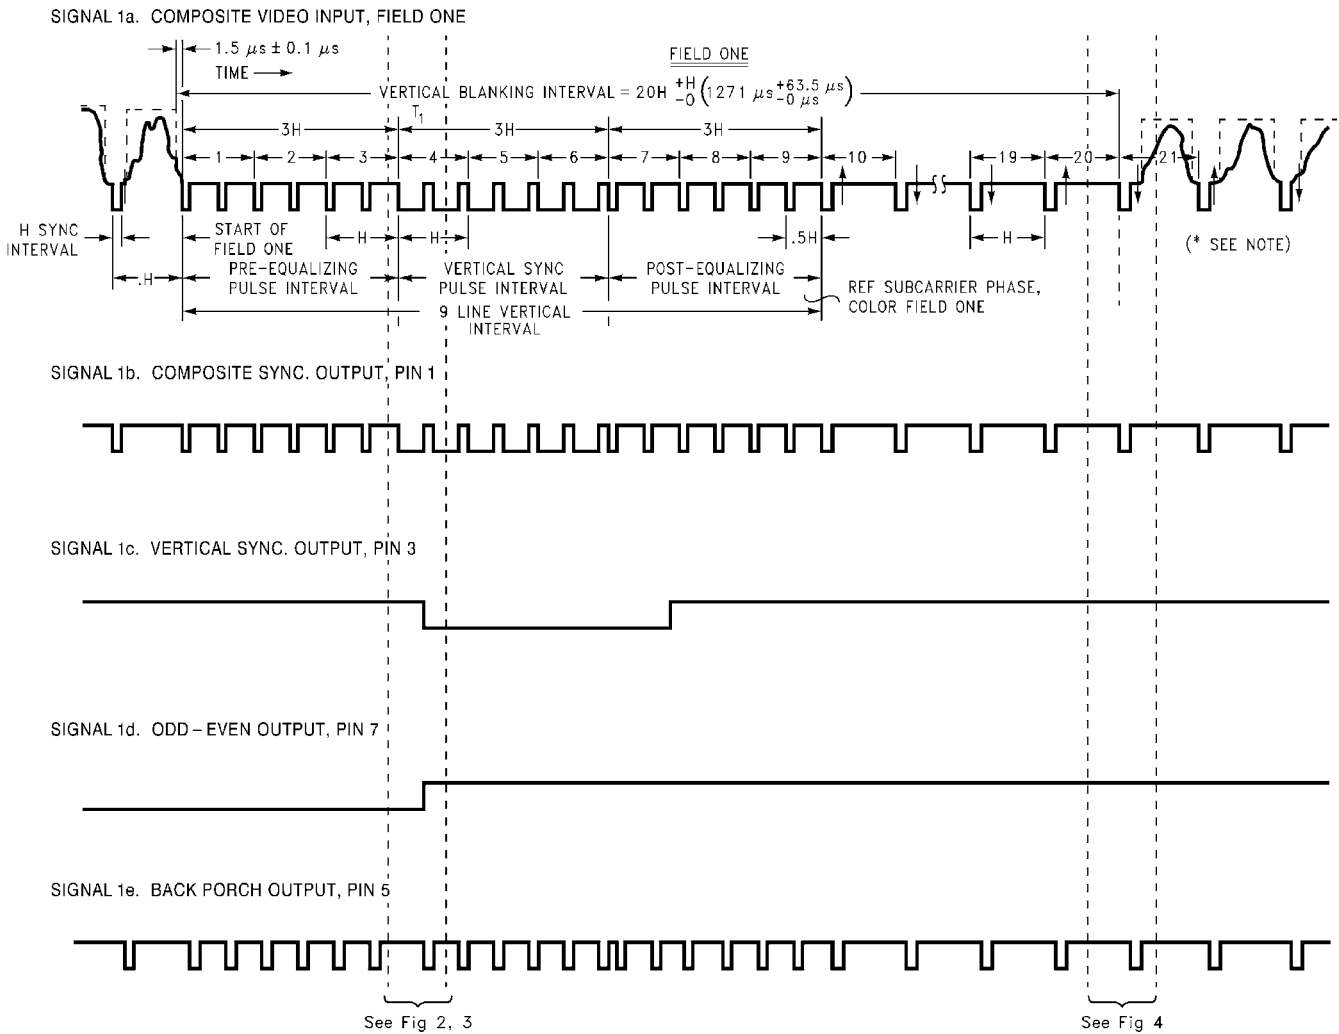 SIGNAL 1a. COMPOSITE VIDEO INPUT, FIELD ONE
1.5 μs ± 0.1 μs
TIME
FIELD ONE
VERTICAL BLANKING INTERVAL = 20H +H -0 (1271 μs +63.5 μs -0 μs)
T1
3H 3H 3H
1 2 3 4 5 6 7 8 9 10 19 20 21
H SYNC
INTERVAL
START OF
FIELD ONE
H H .5H H
(* SEE NOTE)
.H
PRE-EQUALIZING
PULSE INTERVAL
VERTICAL SYNC
PULSE INTERVAL
POST-EQUALIZING
PULSE INTERVAL
REF SUBCARRIER PHASE,
COLOR FIELD ONE
9 LINE VERTICAL
INTERVAL
SIGNAL 1b. COMPOSITE SYNC. OUTPUT, PIN 1
SIGNAL 1c. VERTICAL SYNC. OUTPUT, PIN 3
SIGNAL 1d. ODD – EVEN OUTPUT, PIN 7
SIGNAL 1e. BACK PORCH OUTPUT, PIN 5
See Fig 2, 3
See Fig 4